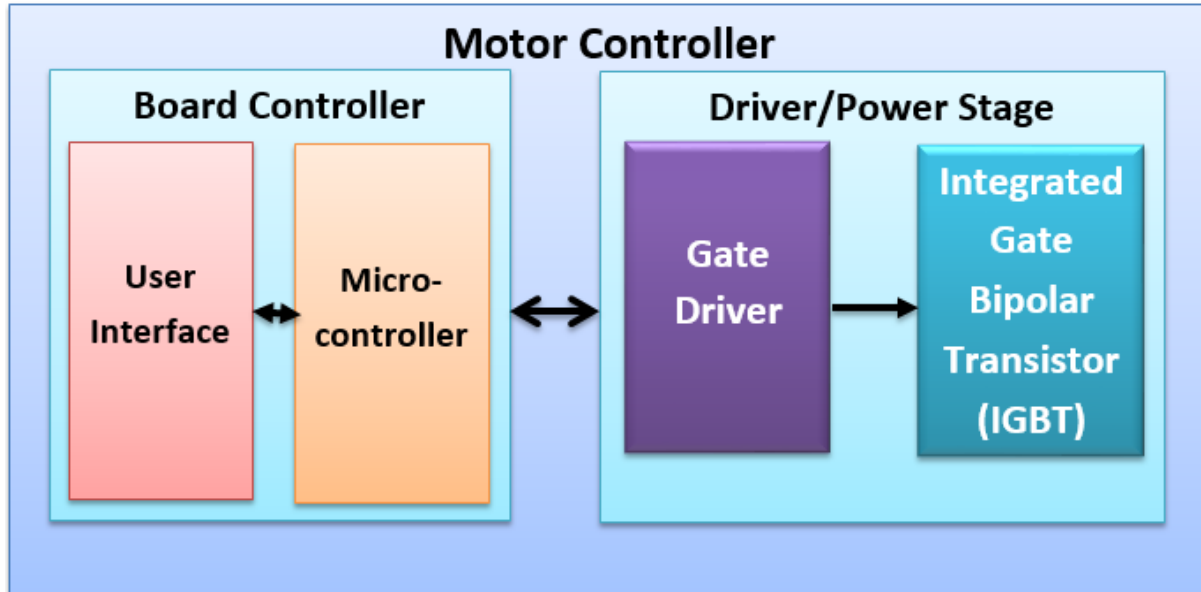 Motor Controller
Board Controller
User
Interface
Micro-
controller
Driver/Power Stage
Gate
Driver
Integrated
Gate
Bipolar
Transistor
(IGBT)